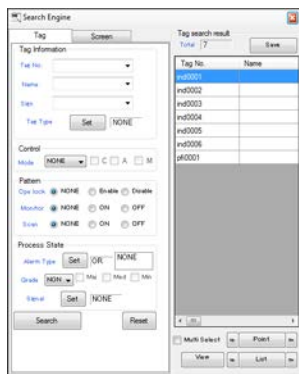 Search Engine
Tag Screen
Tag Information
Tag No.
Name
Sign
Tag Type Set NONE
Control
Mode NONE C A M
Pattern
Ope lock NONE Enable Disable
Monitor NONE ON OFF
Scan NONE ON OFF
Process State
Alarm Type Set OR NONE
Grade NON Maj Med Min
Signal Set NONE
Search Reset
Tag search result
Total 7 Save
Tag No. Name
ind0001
ind0002
ind0003
ind0004
ind0005
ind0006
phi0001
Multi Select Point
View List